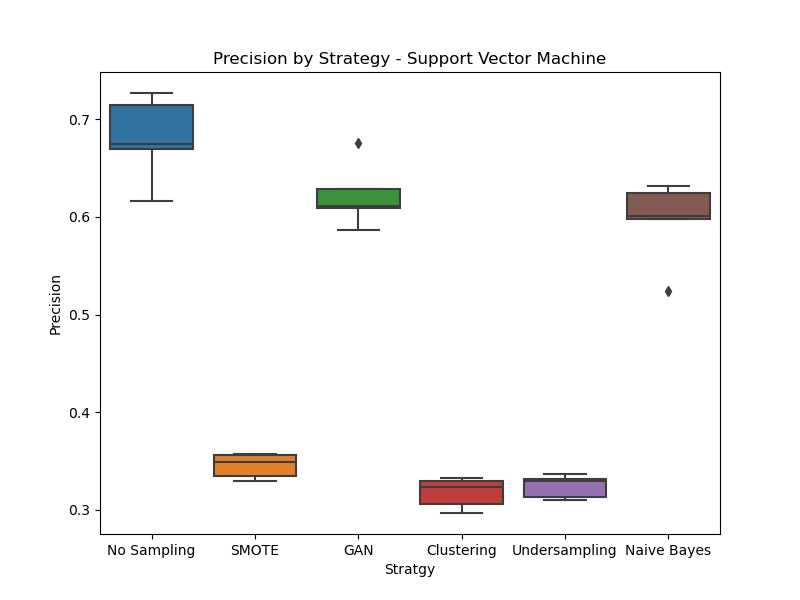 Precision by Strategy - Support Vector Machine
Precision
0.7
0.6
0.5
0.4
0.3
No Sampling SMOTE GAN Clustering Undersampling Naive Bayes
Stratgy